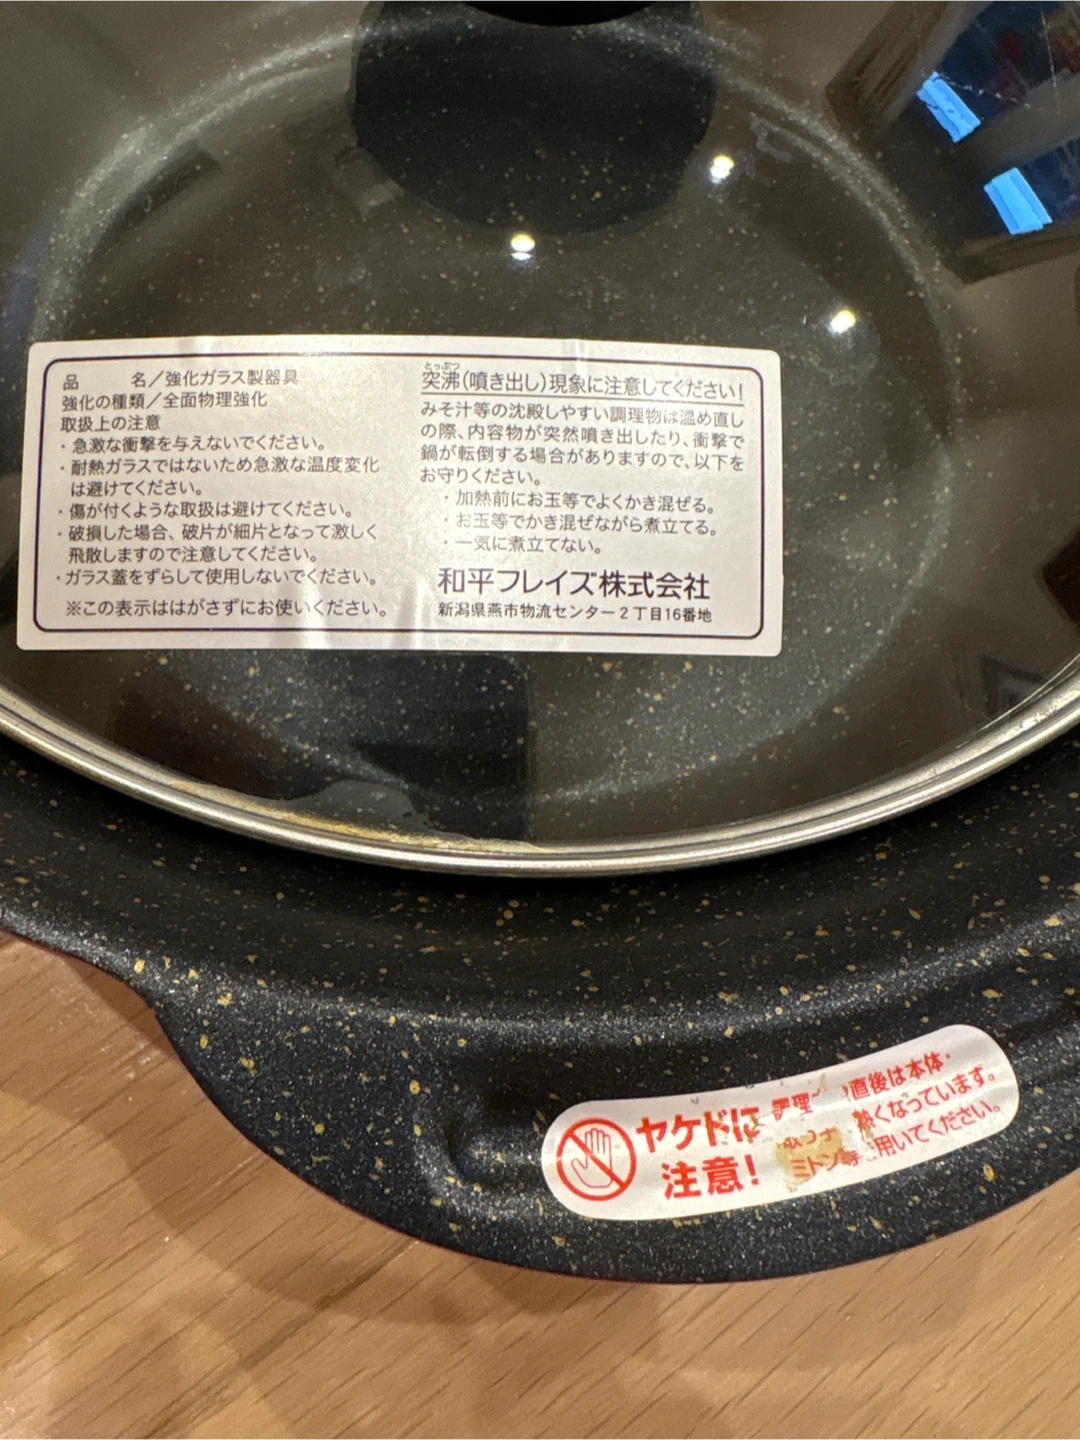 品　　　名／強化ガラス製器具
強化の種類／全面物理強化
取扱上の注意
・急激な衝撃を与えないでください。
・耐熱ガラスではないため急激な温度変化
は避けてください。
・傷が付くような取扱は避けてください。
・破損した場合、破片が細片となって激しく
飛散しますので注意してください。
・ガラス蓋をずらして使用しないでください。
※この表示ははがさずにお使いください。
とっぷつ
突沸(噴き出し)現象に注意してください!
みそ汁等の沈殿しやすい調理物は温め直し
の際、内容物が突然噴き出したり、衝撃で
鍋が転倒する場合がありますので、以下を
お守りください。
・加熱前にお玉等でよくかき混ぜる。
・お玉等でかき混ぜながら煮立てる。
・一気に煮立てない。
和平フレイズ株式会社
新潟県燕市物流センター2丁目16番地
ヤケドに
注意!
調理 直後は本体・
熱くなっています。
ミトン等 用いてください。